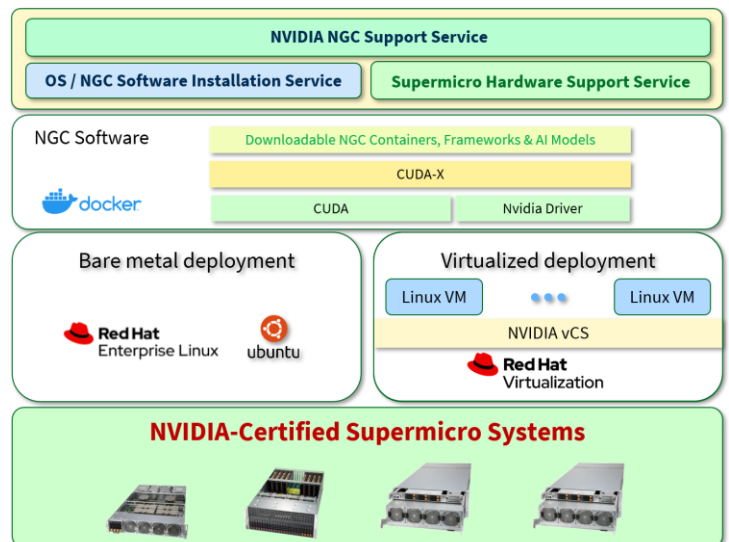 NVIDIA NGC Support Service
OS / NGC Software Installation Service
Supermicro Hardware Support Service
NGC Software
Downloadable NGC Containers, Frameworks & AI Models
CUDA-X
docker
CUDA
Nvidia Driver
Bare metal deployment
Red Hat
Enterprise Linux
ubuntu
Virtualized deployment
Linux VM
Linux VM
NVIDIA vCS
Red Hat
Virtualization
NVIDIA-Certified Supermicro Systems